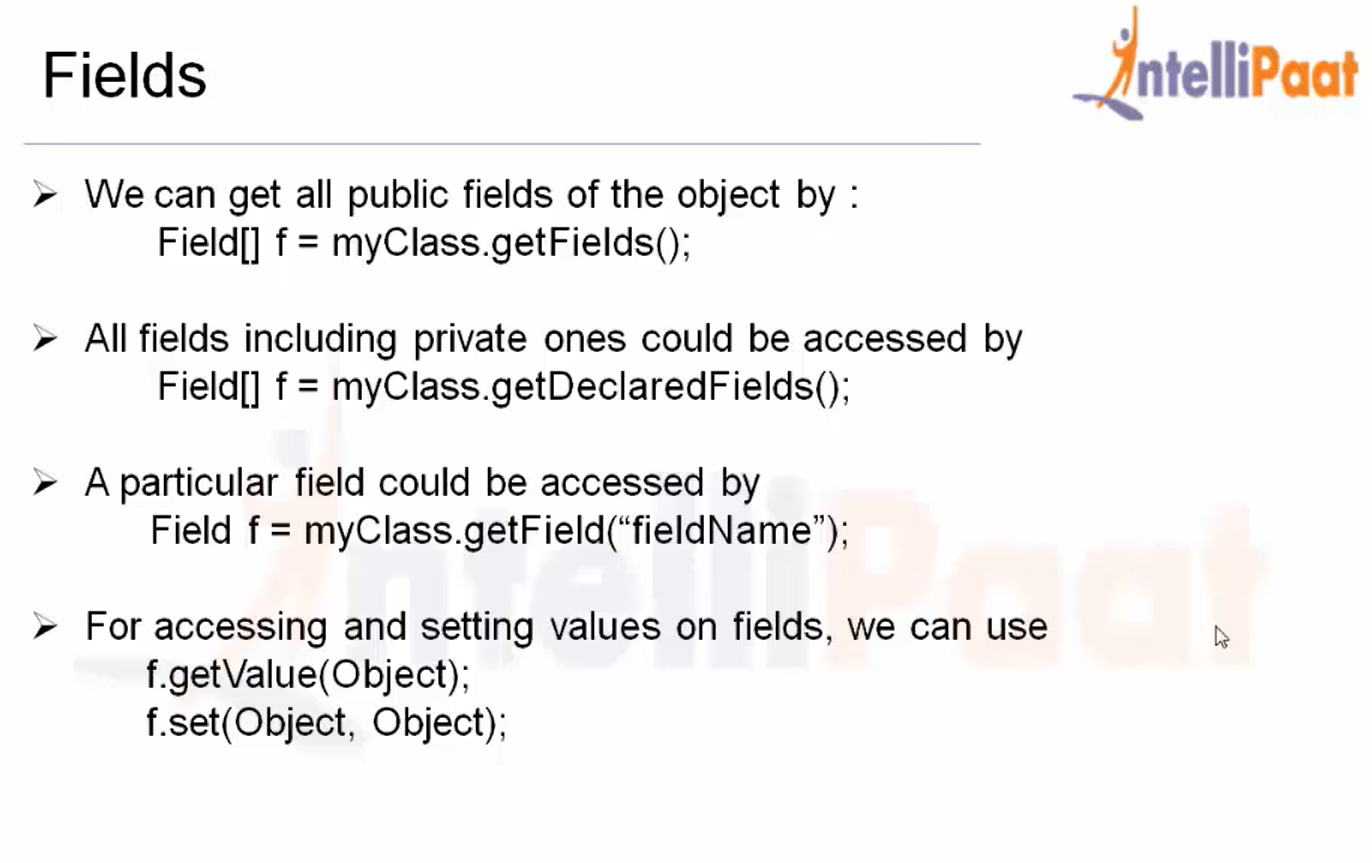 Fields
IntelliPaat
➢ We can get all public fields of the object by :
Field[] f = myClass.getFields();
➢ All fields including private ones could be accessed by
Field[] f = myClass.getDeclaredFields();
➢ A particular field could be accessed by
Field f = myClass.getField(“fieldName”);
➢ For accessing and setting values on fields, we can use
f.getValue(Object);
f.set(Object, Object);
IntelliPaat